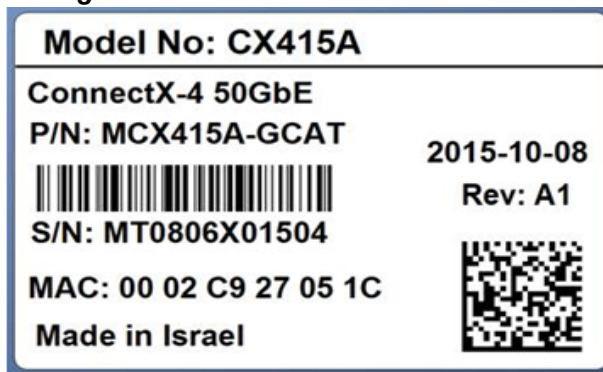 Model No: CX415A
ConnectX-4 50GbE
P/N: MCX415A-GCAT
2015-10-08
Rev: A1
S/N: MT0806X01504
MAC: 00 02 C9 27 05 1C
Made in Israel